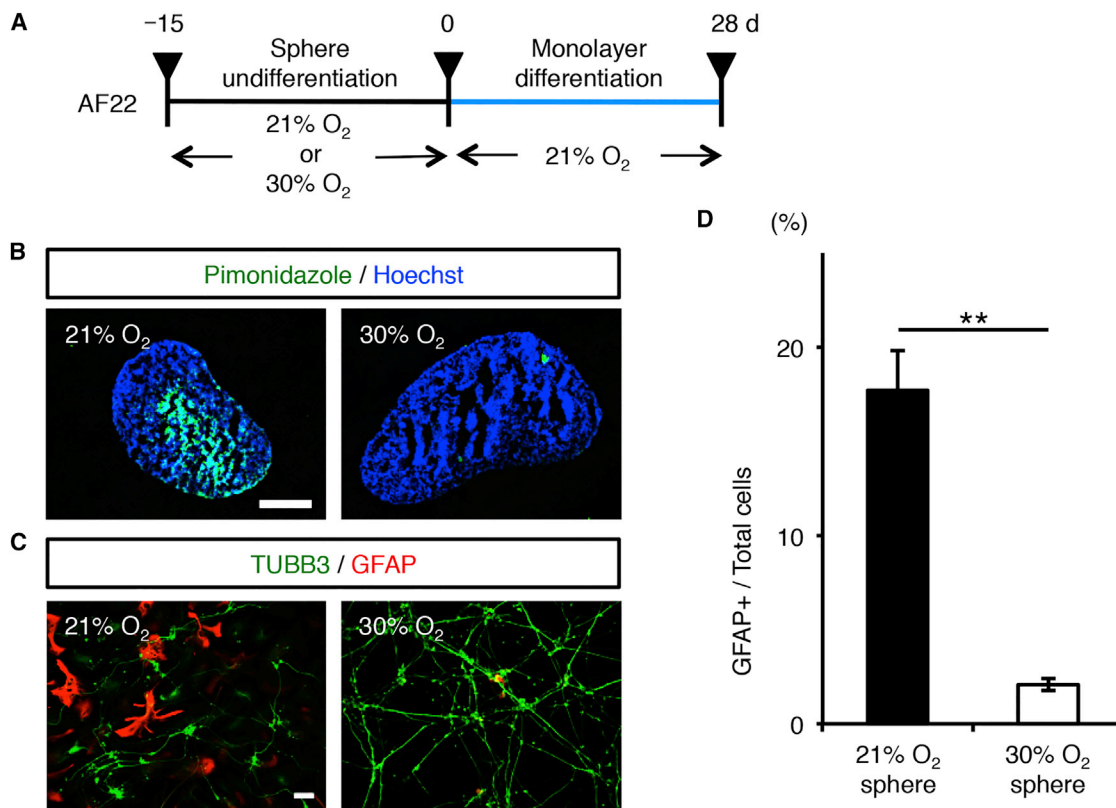 A
−15
0
28 d
Sphere
undifferentiation
Monolayer
differentiation
AF22
21% O₂
or
30% O₂
21% O₂
B
Pimonidazole / Hoechst
21% O₂
30% O₂
C
TUBB3 / GFAP
21% O₂
30% O₂
D
(%)
**
20
10
0
GFAP+ / Total cells
21% O₂
sphere
30% O₂
sphere